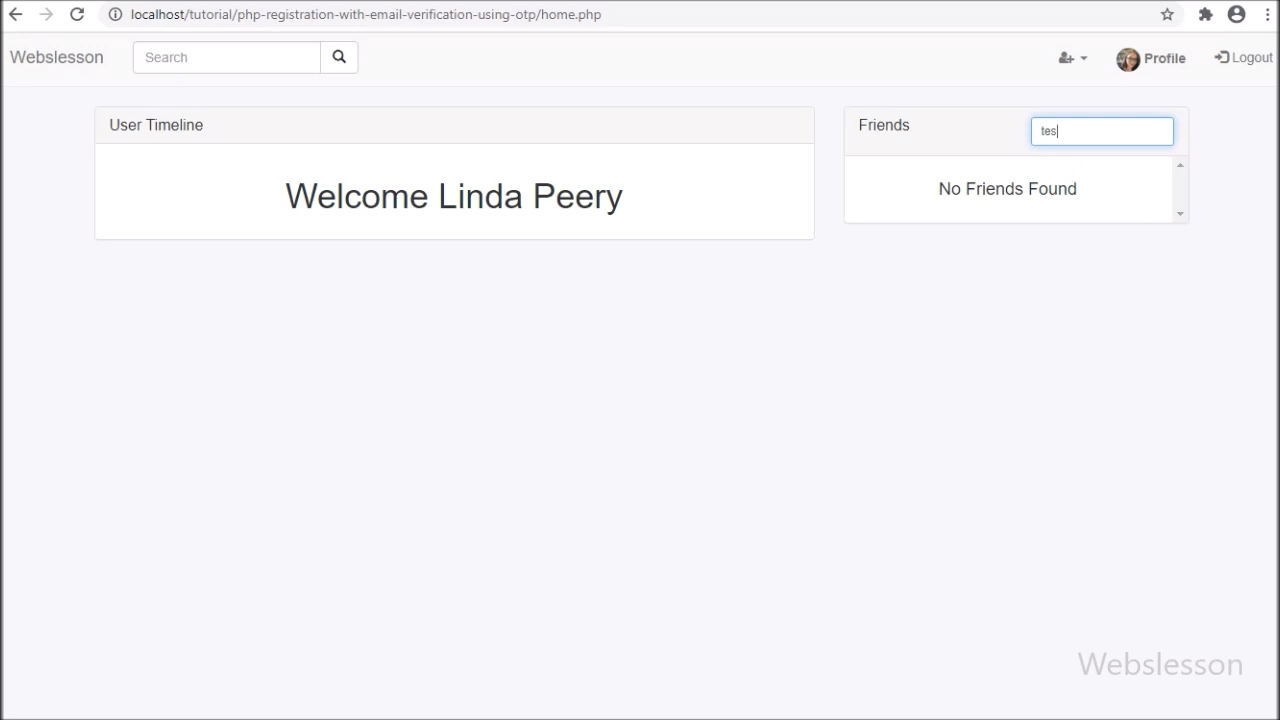 localhost/tutorial/php-registration-with-email-verification-using-otp/home.php
Webslesson
Search
Profile
Logout
User Timeline
Welcome Linda Peery
Friends
tes
No Friends Found
Webslesson